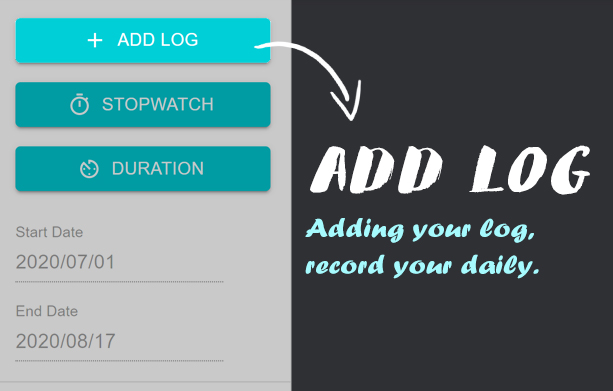 + ADD LOG
STOPWATCH
DURATION
Start Date
2020/07/01
End Date
2020/08/17
ADD LOG
Adding your log,
record your daily.